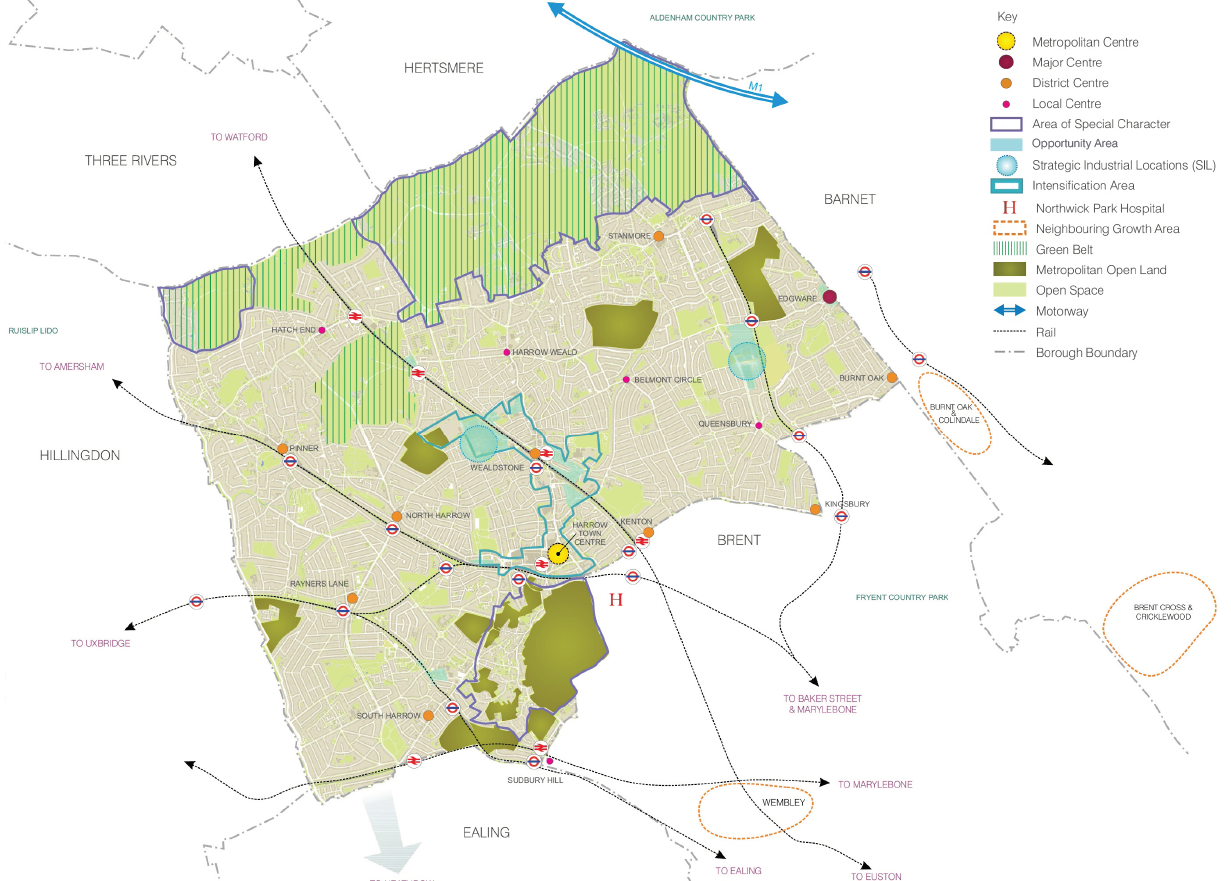 ALDENHAM COUNTRY PARK
HERTSMERE
M1
TO WATFORD
THREE RIVERS
BARNET
STANMORE
EDGWARE
RUISLIP LIDO
HATCH END
HARROW WEALD
TO AMERSHAM
BELMONT CIRCLE
BURNT OAK
BURNT OAK
&
COLINDALE
QUEENSBURY
HILLINGDON
PINNER
WEALDSTONE
KINGSBURY
NORTH HARROW
HARROW
TOWN
CENTRE
KENTON
BRENT
RAYNERS LANE
H
FRYENT COUNTRY PARK
BRENT CROSS &
CRICKLEWOOD
TO UXBRIDGE
TO BAKER STREET
& MARYLEBONE
SOUTH HARROW
SUDBURY HILL
TO MARYLEBONE
WEMBLEY
EALING
TO EALING
TO EUSTON
Key
Metropolitan Centre
Major Centre
District Centre
Local Centre
Area of Special Character
Opportunity Area
Strategic Industrial Locations (SIL)
Intensification Area
H Northwick Park Hospital
Neighbouring Growth Area
Green Belt
Metropolitan Open Land
Open Space
Motorway
Rail
Borough Boundary